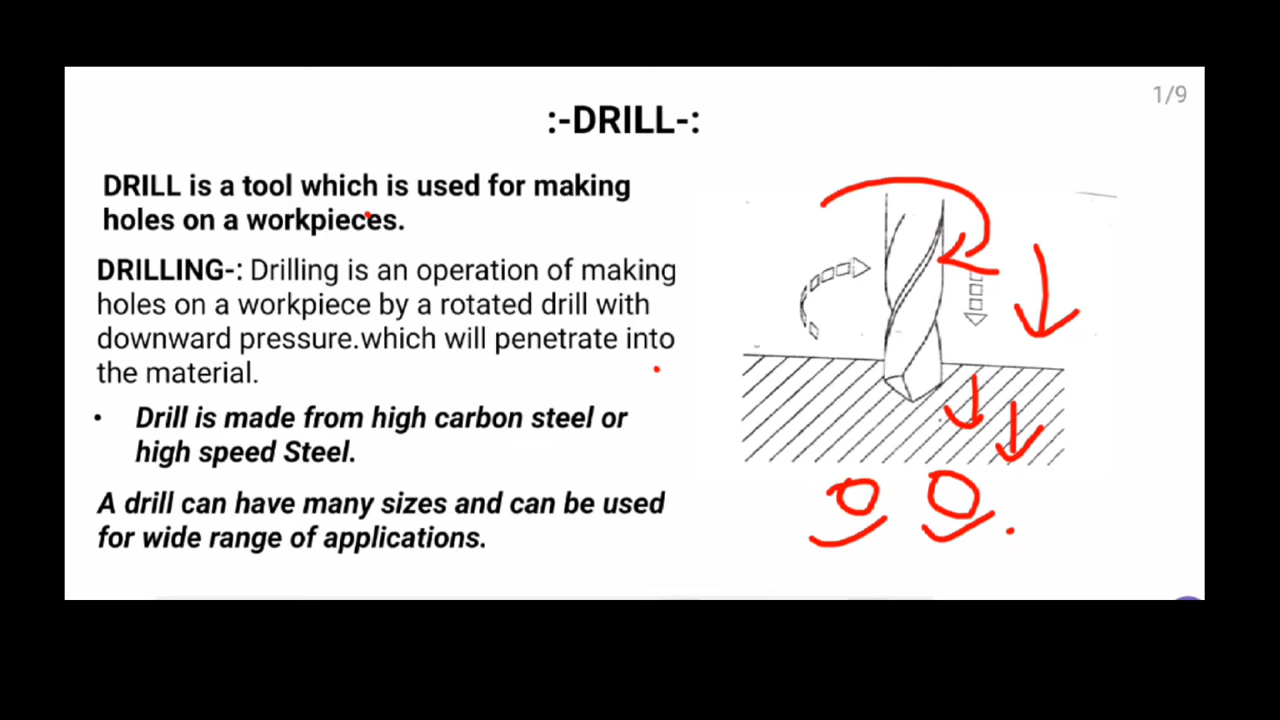 1/9
:-DRILL-:
DRILL is a tool which is used for making
holes on a workpieces.
DRILLING-: Drilling is an operation of making
holes on a workpiece by a rotated drill with
downward pressure.which will penetrate into
the material.
• Drill is made from high carbon steel or
high speed Steel.
A drill can have many sizes and can be used
for wide range of applications.